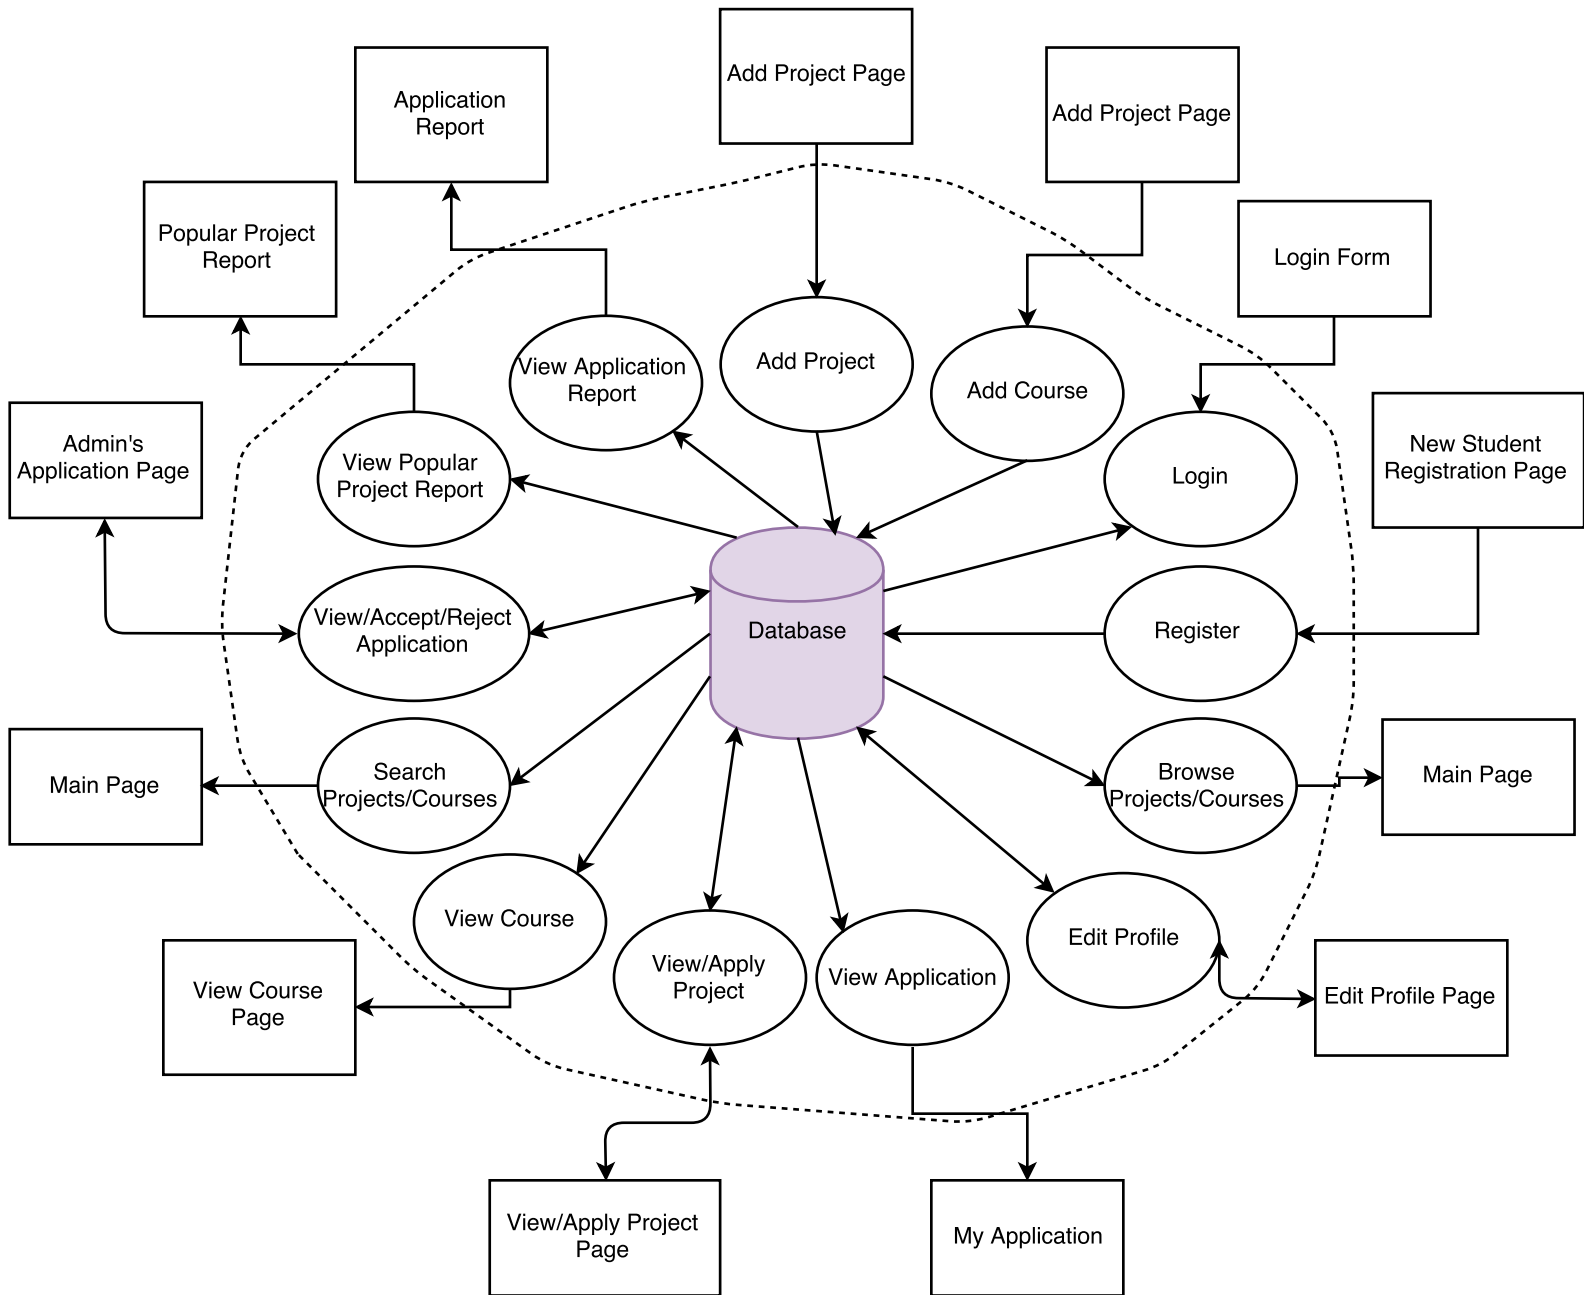 Add Project Page
Application
Report
Add Project Page
Popular Project
Report
Login Form
View Application
Report
Add Project
Add Course
Admin's
Application Page
View Popular
Project Report
Login
New Student
Registration Page
View/Accept/Reject
Application
Database
Register
Main Page
Search
Projects/Courses
Browse
Projects/Courses
Main Page
View Course
View/Apply
Project
View Application
Edit Profile
View Course
Page
Edit Profile Page
View/Apply Project
Page
My Application